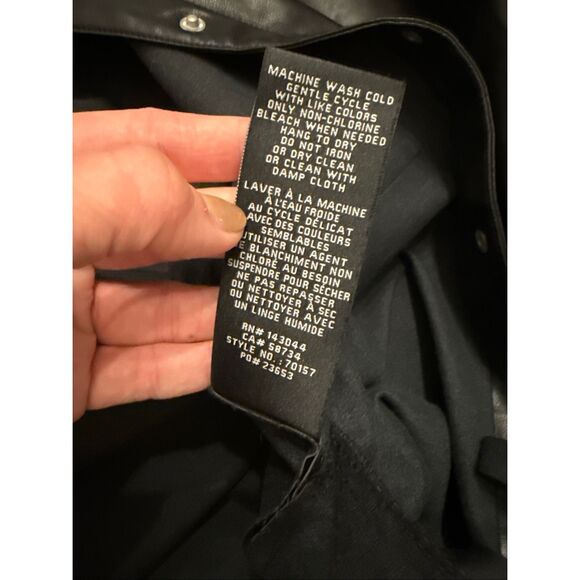 MACHINE WASH COLD
GENTLE CYCLE
WITH LIKE COLORS
ONLY NON-CHLORINE
BLEACH WHEN NEEDED
HANG TO DRY
DO NOT IRON
OR DRY CLEAN
OR CLEAN WITH
DAMP CLOTH
LAVER À LA MACHINE
À L'EAU FROIDE
AU CYCLE DÉLICAT
AVEC DES COULEURS
SEMBLABLES
UTILISER UN AGENT
E BLANCHIMENT NON
CHLORÉ AU BESOIN
SUSPENDRE POUR SÉCHER
NE PAS REPASSER
OU NETTOYER À SEC
OU NETTOYER AVEC
UN LINGE HUMIDE
RN# 143044
CA# 58734
STYLE NO.: 70157
PO# 23653